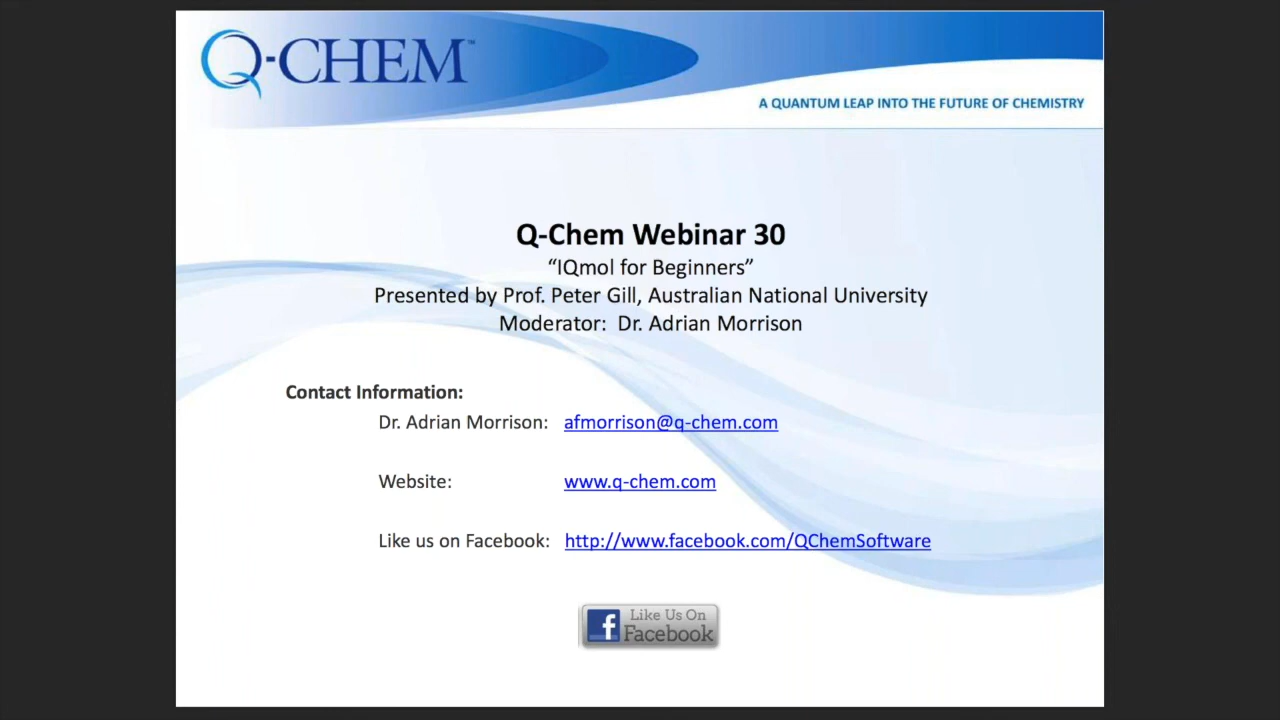 Q-CHEM™
A QUANTUM LEAP INTO THE FUTURE OF CHEMISTRY
Q-Chem Webinar 30
“IQmol for Beginners”
Presented by Prof. Peter Gill, Australian National University
Moderator: Dr. Adrian Morrison
Contact Information:
Dr. Adrian Morrison: afmorrison@q-chem.com
Website: www.q-chem.com
Like us on Facebook: http://www.facebook.com/QChemSoftware
f
Like Us On
Facebook